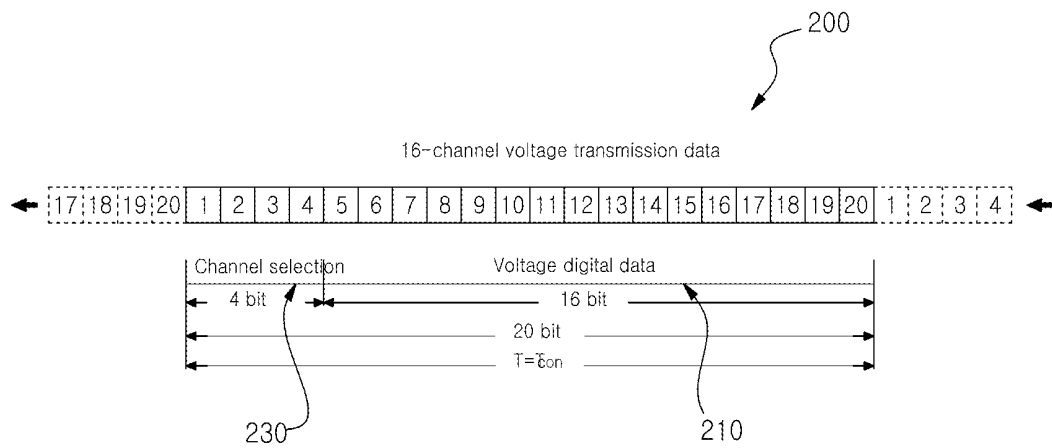 200
16-channel voltage transmission data
17 18 19 20 1 2 3 4 5 6 7 8 9 10 11 12 13 14 15 16 17 18 19 20 1 2 3 4
Channel selection Voltage digital data
4 bit 16 bit
20 bit
T=Tcon
230 210